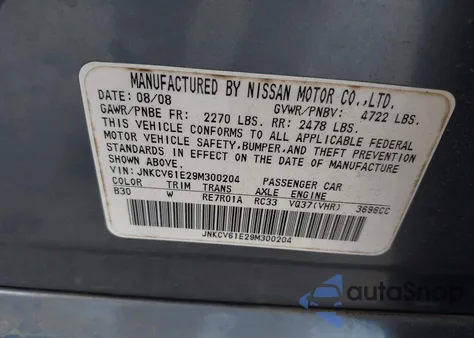 MANUFACTURED BY NISSAN MOTOR CO.,LTD.
DATE: 08/08 GVWR/PNBV: 4722 LBS.
GAWR/PNBE FR: 2270 LBS. RR: 2478 LBS.
THIS VEHICLE CONFORMS TO ALL APPLICABLE FEDERAL
MOTOR VEHICLE SAFETY,BUMPER,AND THEFT PREVENTION
STANDARDS IN EFFECT ON THE DATE OF MANUFACTURE
SHOWN ABOVE.
VIN: JNKCV61E29M300204 PASSENGER CAR
COLOR TRIM TRANS AXLE ENGINE
B30 W RE7R01A RC33 VQ37(VHR) 3696CC
JNKCV61E29M300204
autoSnap